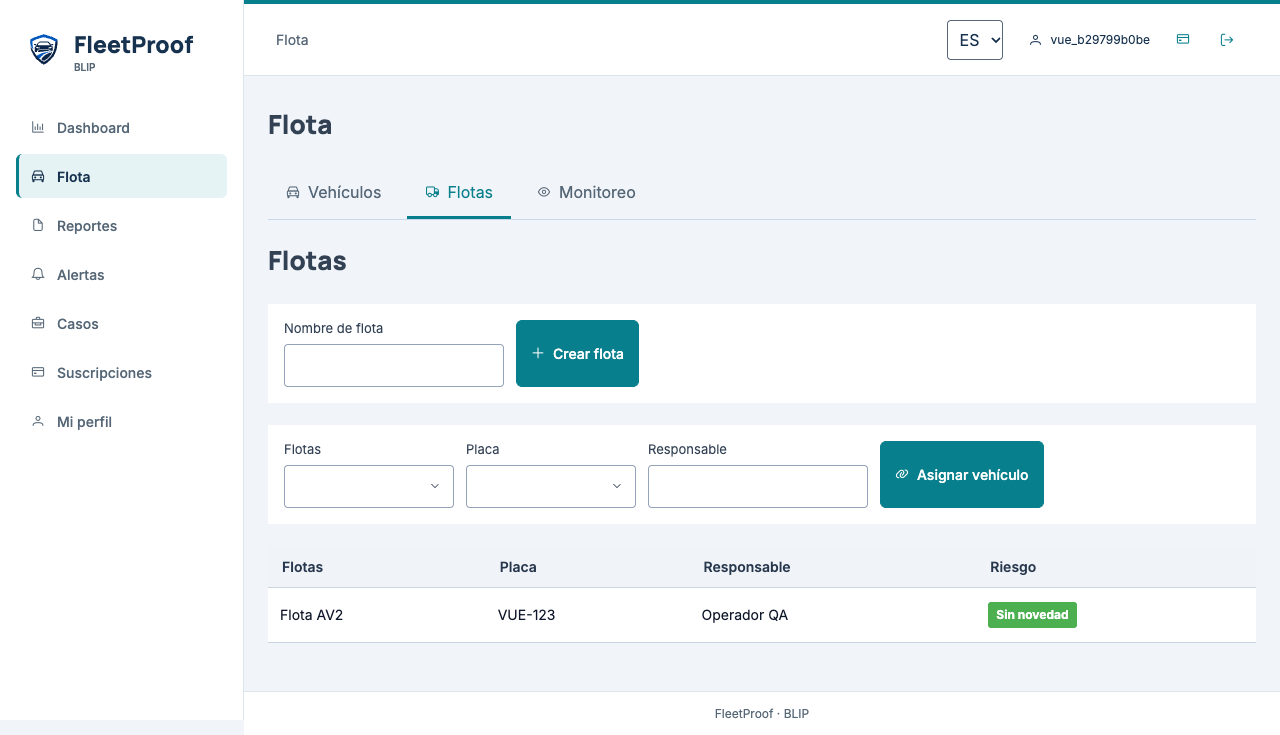 FleetProof
BLIP
Flota
ES
vue_b29799b0be
Dashboard
Flota
Reportes
Alertas
Casos
Suscripciones
Mi perfil
Flota
Vehículos
Flotas
Monitoreo
Flotas
Nombre de flota
Crear flota
Flotas
Placa
Responsable
Asignar vehículo
Flotas Placa Responsable Riesgo
Flota AV2 VUE-123 Operador QA Sin novedad
FleetProof · BLIP